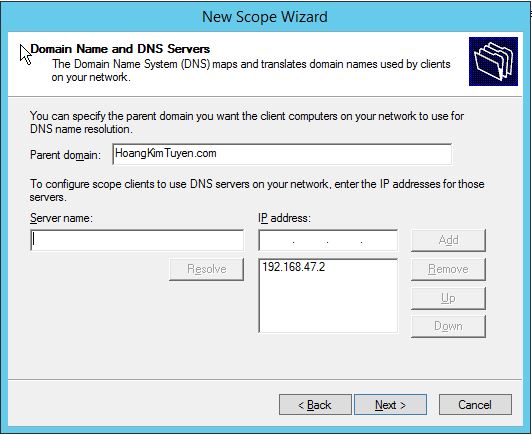 New Scope Wizard
Domain Name and DNS Servers
The Domain Name System (DNS) maps and translates domain names used by clients
on your network.
You can specify the parent domain you want the client computers on your network to use for
DNS name resolution.
Parent domain: HoangKimTuyen.com
To configure scope clients to use DNS servers on your network, enter the IP addresses for those
servers.
Server name: IP address:
. . . Add
Resolve 192.168.47.2 Remove
Up
Down
< Back Next > Cancel